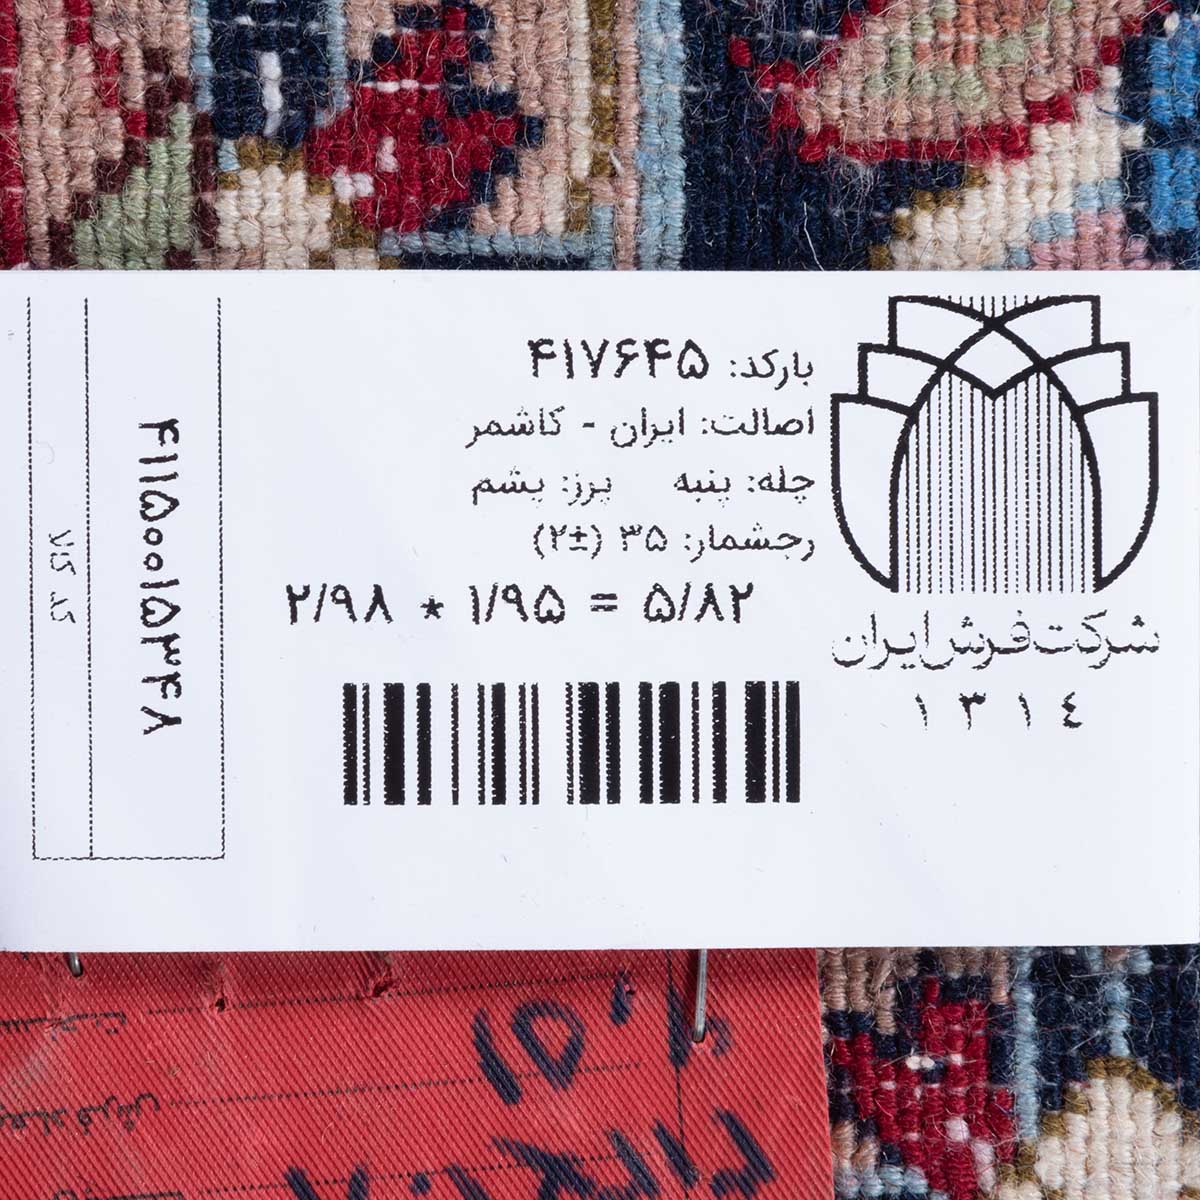 بارکد: ۴۱۷۶۴۵
اصالت: ایران - کاشمر
چله: پنبه    پرز: پشم
رجشمار: ۳۵ (±۲)
۲/۹۸ * ۱/۹۵ = ۵/۸۲
شرکت فرش ایران
١٣١٤
۴۱۱۵۰۰۱۵۳۴۸